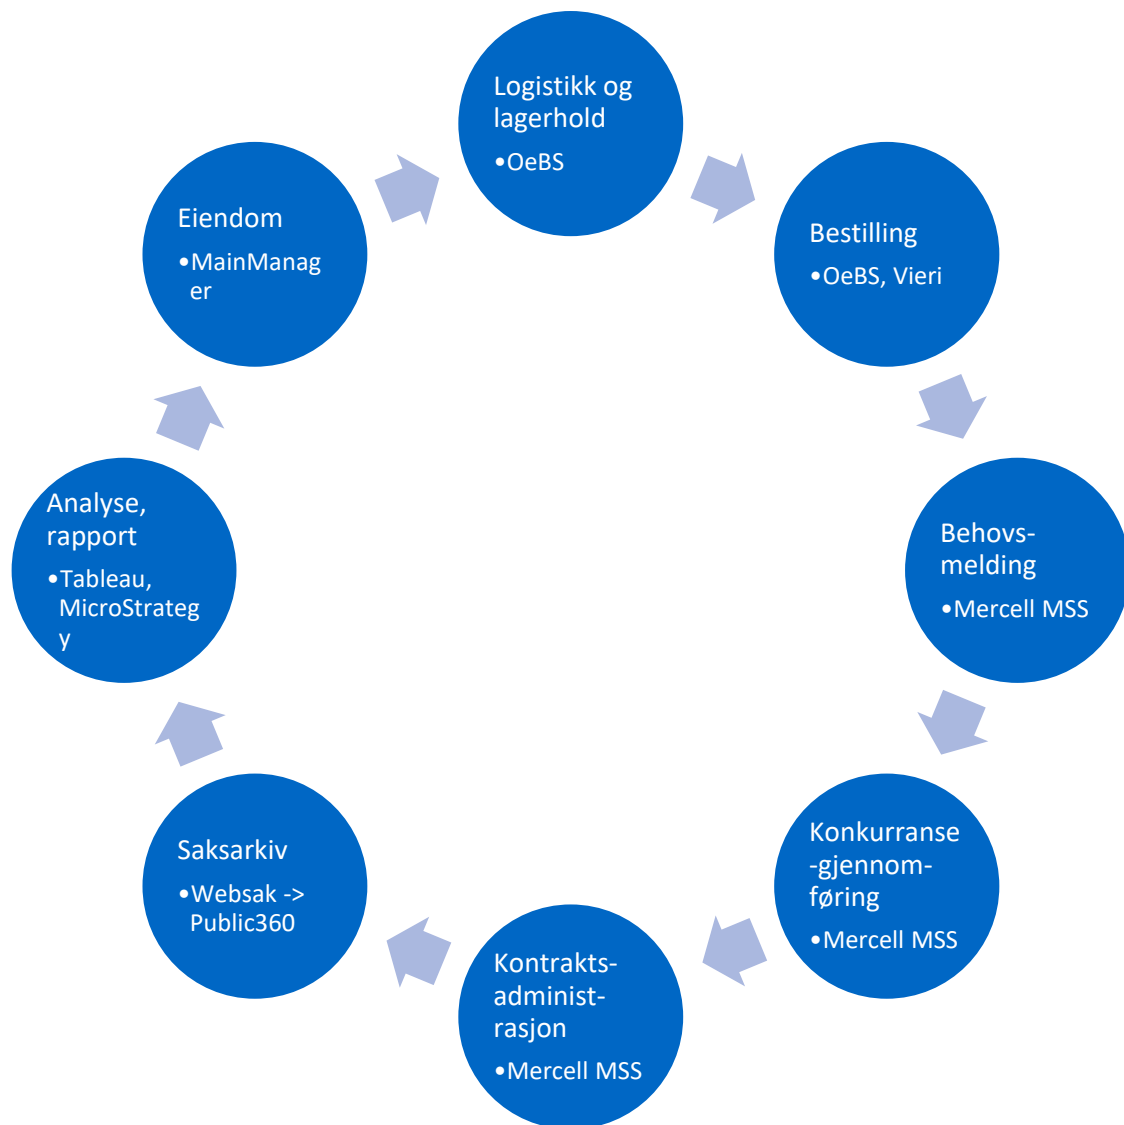 Logistikk og
lagerhold
•OeBS
Bestilling
•OeBS, Vieri
Behovs-
melding
•Mercell MSS
Konkurranse
-gjennom-
føring
•Mercell MSS
Kontrakts-
administ-
rasjon
•Mercell MSS
Saksarkiv
•Websak ->
Public360
Analyse,
rapport
•Tableau,
MicroStrateg
y
Eiendom
•MainManag
er